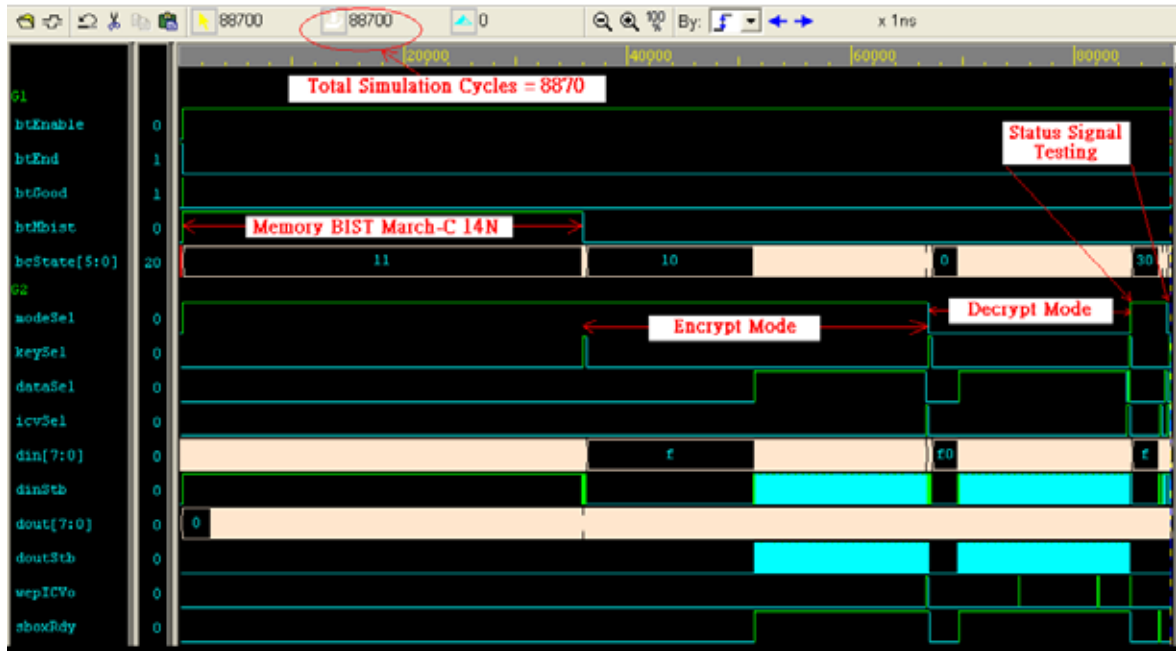 88700 88700 0 100 % By: x 1ns
20000 40000 60000 80000
Total Simulation Cycles = 8870
G1
btEnable 0
Status Signal
Testing
btEnd 1
btGood 1
btMbist 0 Memory BIST March-C 14N
bcState[5:0] 20 11 10 0 30
G2
modeSel 0 Decrypt Mode
Encrypt Mode
keySel 0
dataSel 0
icvSel 0
din[7:0] 0 f f0 f
dinStb 0
dout[7:0] 0 0
doutStb 0
wepICVo 0
sboxRdy 0